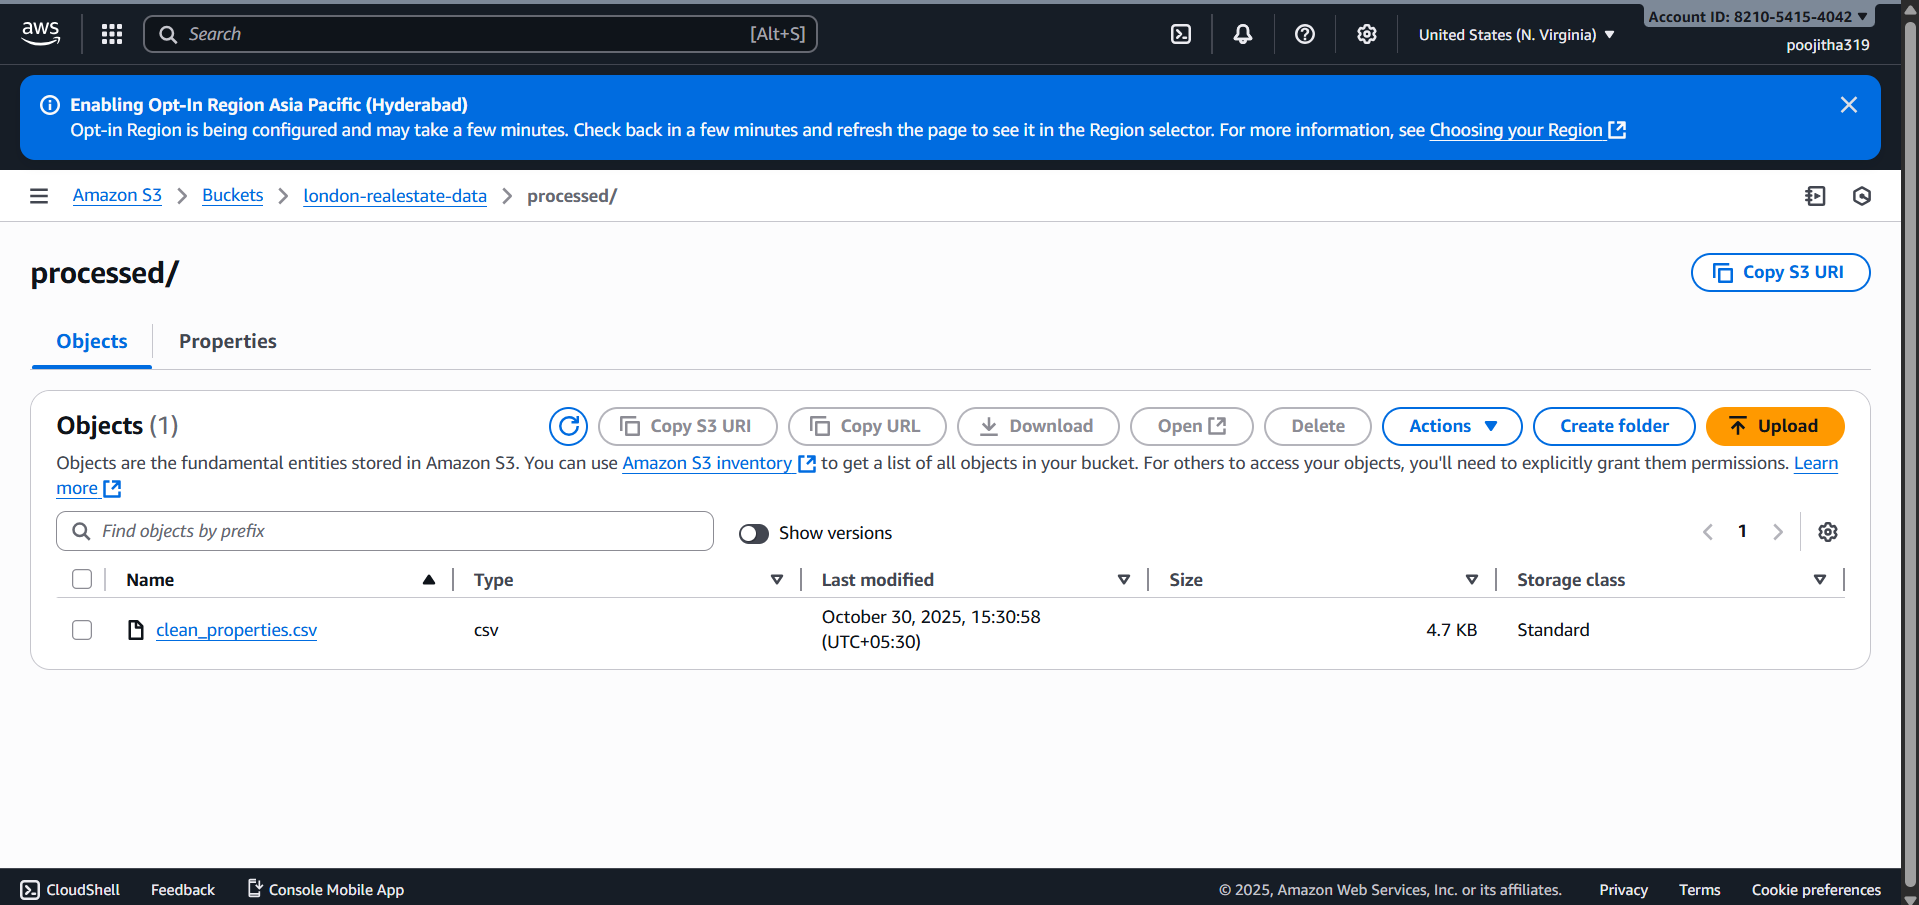 aws
Search [Alt+S]
United States (N. Virginia)
Account ID: 8210-5415-4042
poojitha319
Enabling Opt-In Region Asia Pacific (Hyderabad)
Opt-in Region is being configured and may take a few minutes. Check back in a few minutes and refresh the page to see it in the Region selector. For more information, see Choosing your Region
Amazon S3 > Buckets > london-realestate-data > processed/
processed/
Copy S3 URI
Objects Properties
Objects (1)
Copy S3 URI Copy URL Download Open Delete Actions Create folder Upload
Objects are the fundamental entities stored in Amazon S3. You can use Amazon S3 inventory to get a list of all objects in your bucket. For others to access your objects, you'll need to explicitly grant them permissions. Learn
more
Find objects by prefix
Show versions
1
Name Type Last modified Size Storage class
clean_properties.csv csv October 30, 2025, 15:30:58 4.7 KB Standard
(UTC+05:30)
CloudShell Feedback Console Mobile App © 2025, Amazon Web Services, Inc. or its affiliates. Privacy Terms Cookie preferences